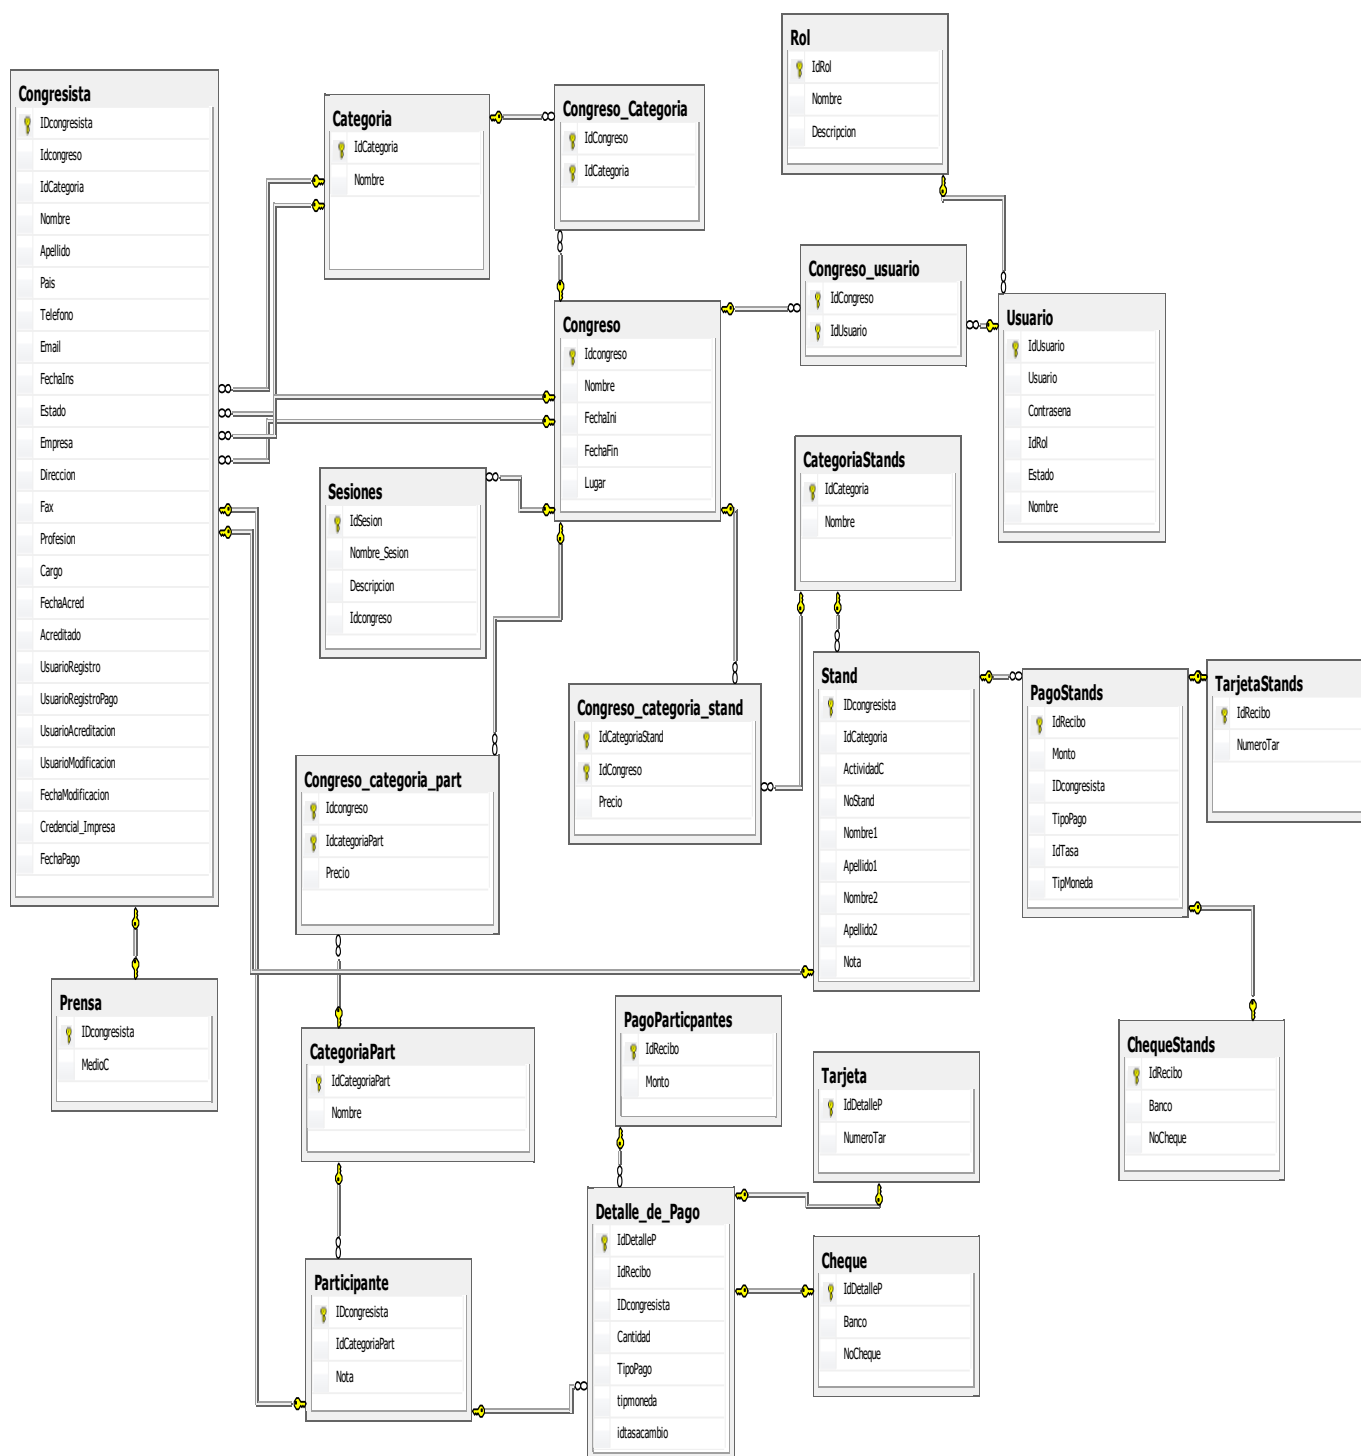 Rol
IdRol
Nombre
Descripcion
Congresista
IDcongresista
Idcongreso
IdCategoria
Nombre
Apellido
Pais
Telefono
Email
FechaIns
Estado
Empresa
Direccion
Fax
Profesion
Cargo
FechaAcred
Acreditado
UsuarioRegistro
UsuarioRegistroPago
UsuarioAcreditacion
UsuarioModificacion
FechaModificacion
Credencial_Impresa
FechaPago
Categoria
IdCategoria
Nombre
Congreso_Categoria
IdCongreso
IdCategoria
Congreso_usuario
IdCongreso
IdUsuario
Usuario
IdUsuario
Usuario
Contrasena
IdRol
Estado
Nombre
Congreso
Idcongreso
Nombre
FechaIni
FechaFin
Lugar
CategoriaStands
IdCategoria
Nombre
Sesiones
IdSesion
Nombre_Sesion
Descripcion
Idcongreso
Stand
IDcongresista
IdCategoria
ActividadC
NoStand
Nombre1
Apellido1
Nombre2
Apellido2
Nota
PagoStands
IdRecibo
Monto
IDcongresista
TipoPago
IdTasa
TipMoneda
TarjetaStands
IdRecibo
NumeroTar
Congreso_categoria_stand
IdCategoriaStand
IdCongreso
Precio
Congreso_categoria_part
Idcongreso
IdcategoriaPart
Precio
Prensa
IDcongresista
MedioC
CategoriaPart
IdCategoriaPart
Nombre
PagoParticpantes
IdRecibo
Monto
Tarjeta
IdDetalleP
NumeroTar
ChequeStands
IdRecibo
Banco
NoCheque
Detalle_de_Pago
IdDetalleP
IdRecibo
IDcongresista
Cantidad
TipoPago
tipmoneda
idtasacambio
Cheque
IdDetalleP
Banco
NoCheque
Participante
IDcongresista
IdCategoriaPart
Nota